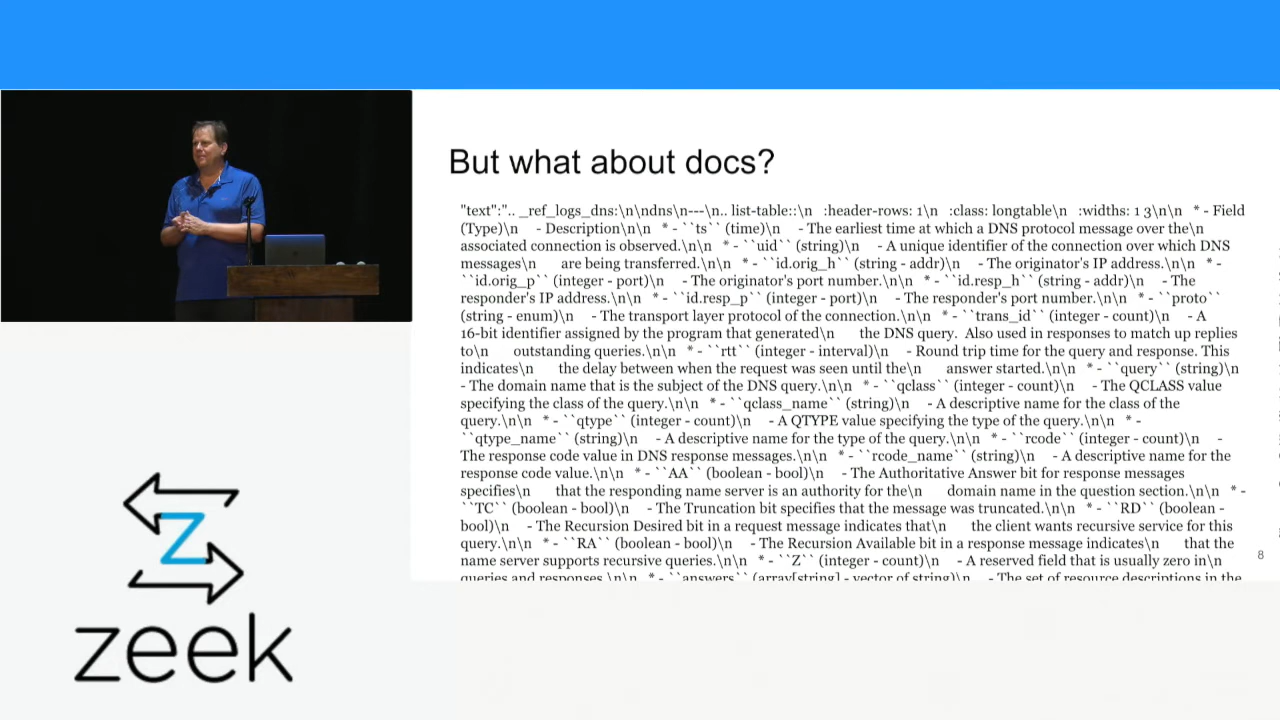 But what about docs?
"text":".. _ref_logs_dns:\n\ndns\n---\n.. list-table::\n   :header-rows: 1\n   :class: longtable\n   :widths: 1 3\n\n   * - Field
(Type)\n     - Description\n\n   * - ``ts`` (time)\n     - The earliest time at which a DNS protocol message over the\n
associated connection is observed.\n\n   * - ``uid`` (string)\n     - A unique identifier of the connection over which DNS
messages\n       are being transferred.\n\n   * - ``id.orig_h`` (string - addr)\n     - The originator's IP address.\n\n   * -
``id.orig_p`` (integer - port)\n     - The originator's port number.\n\n   * - ``id.resp_h`` (string - addr)\n     - The
responder's IP address.\n\n   * - ``id.resp_p`` (integer - port)\n     - The responder's port number.\n\n   * - ``proto``
(string - enum)\n     - The transport layer protocol of the connection.\n\n   * - ``trans_id`` (integer - count)\n     - A
16-bit identifier assigned by the program that generated\n       the DNS query.  Also used in responses to match up replies
to\n       outstanding queries.\n\n   * - ``rtt`` (integer - interval)\n     - Round trip time for the query and response. This
indicates\n       the delay between when the request was seen until the\n       answer started.\n\n   * - ``query`` (string)\n
- The domain name that is the subject of the DNS query.\n\n   * - ``qclass`` (integer - count)\n     - The QCLASS value
specifying the class of the query.\n\n   * - ``qclass_name`` (string)\n     - A descriptive name for the class of the
query.\n\n   * - ``qtype`` (integer - count)\n     - A QTYPE value specifying the type of the query.\n\n   * -
``qtype_name`` (string)\n     - A descriptive name for the type of the query.\n\n   * - ``rcode`` (integer - count)\n     -
The response code value in DNS response messages.\n\n   * - ``rcode_name`` (string)\n     - A descriptive name for the
response code value.\n\n   * - ``AA`` (boolean - bool)\n     - The Authoritative Answer bit for response messages
specifies\n       that the responding name server is an authority for the\n       domain name in the question section.\n\n   * -
``TC`` (boolean - bool)\n     - The Truncation bit specifies that the message was truncated.\n\n   * - ``RD`` (boolean -
bool)\n     - The Recursion Desired bit in a request message indicates that\n       the client wants recursive service for this
query.\n\n   * - ``RA`` (boolean - bool)\n     - The Recursion Available bit in a response message indicates\n       that the
name server supports recursive queries.\n\n   * - ``Z`` (integer - count)\n     - A reserved field that is usually zero in\n
queries and responses.\n\n   * - ``answers`` (array[string] - vector of string)\n     - The set of resource descriptions in the
8
z
zeek